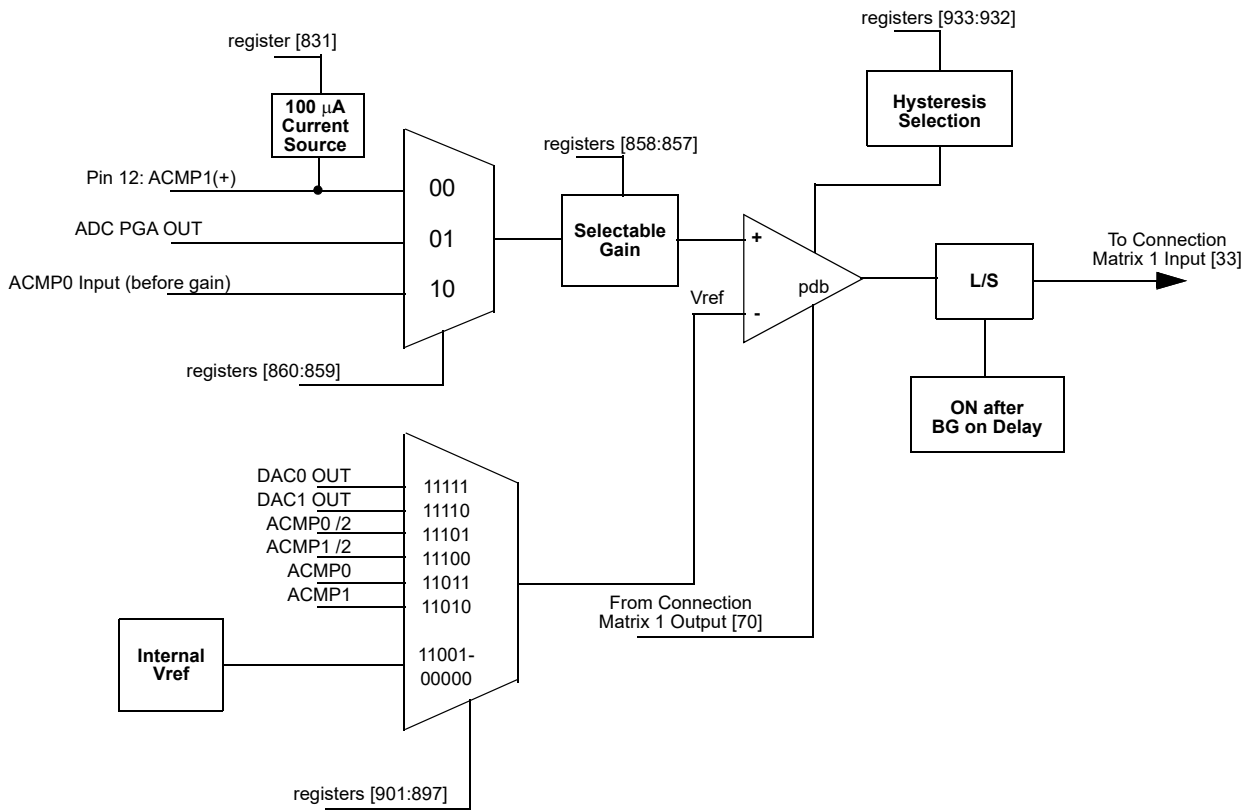 registers [933:932]
register [831]
100 μA
Current
Source
Hysteresis
Selection
registers [858:857]
Pin 12: ACMP1(+)
00
ADC PGA OUT
01
Selectable
Gain
+
To Connection
Matrix 1 Input [33]
ACMP0 Input (before gain)
10
Vref
-
pdb
L/S
registers [860:859]
ON after
BG on Delay
DAC0 OUT
11111
DAC1 OUT
11110
ACMP0 /2
11101
ACMP1 /2
11100
ACMP0
11011
ACMP1
11010
From Connection
Matrix 1 Output [70]
Internal
Vref
11001-
00000
registers [901:897]